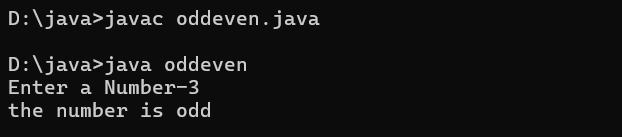 D:\java>javac oddeven.java
D:\java>java oddeven
Enter a Number-3
the number is odd